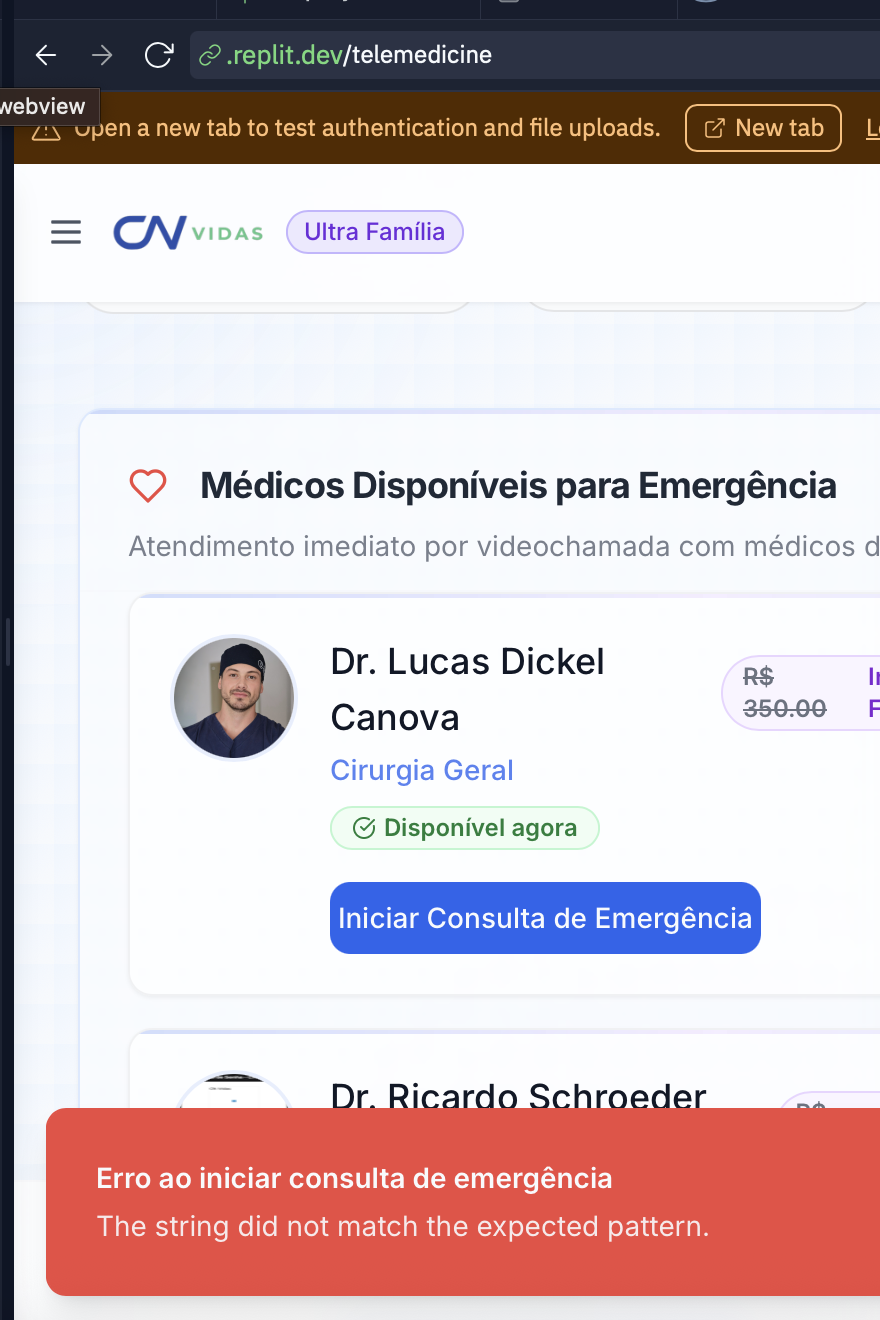 .replit.dev/telemedicine
webview
Open a new tab to test authentication and file uploads.
New tab
CN VIDAS
Ultra Família
Médicos Disponíveis para Emergência
Atendimento imediato por videochamada com médicos
Dr. Lucas Dickel
Canova
R$
350.00
Cirurgia Geral
Disponível agora
Iniciar Consulta de Emergência
Dr. Ricardo Schroeder
R$
Erro ao iniciar consulta de emergência
The string did not match the expected pattern.